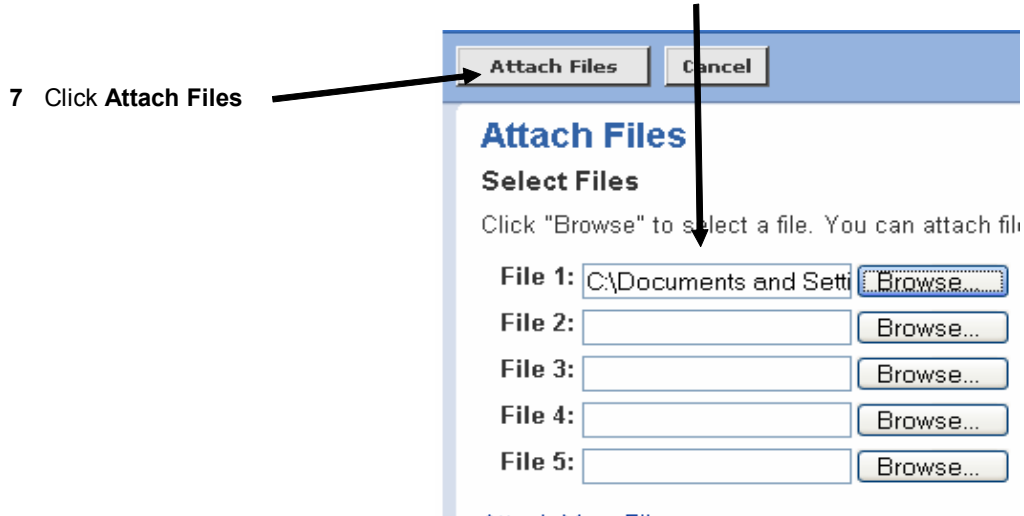 Attach Files Cancel
7 Click Attach Files
Attach Files
Select Files
Click "Browse" to select a file. You can attach
File 1: C:\Documents and Setti Browse...
File 2: Browse...
File 3: Browse...
File 4: Browse...
File 5: Browse...